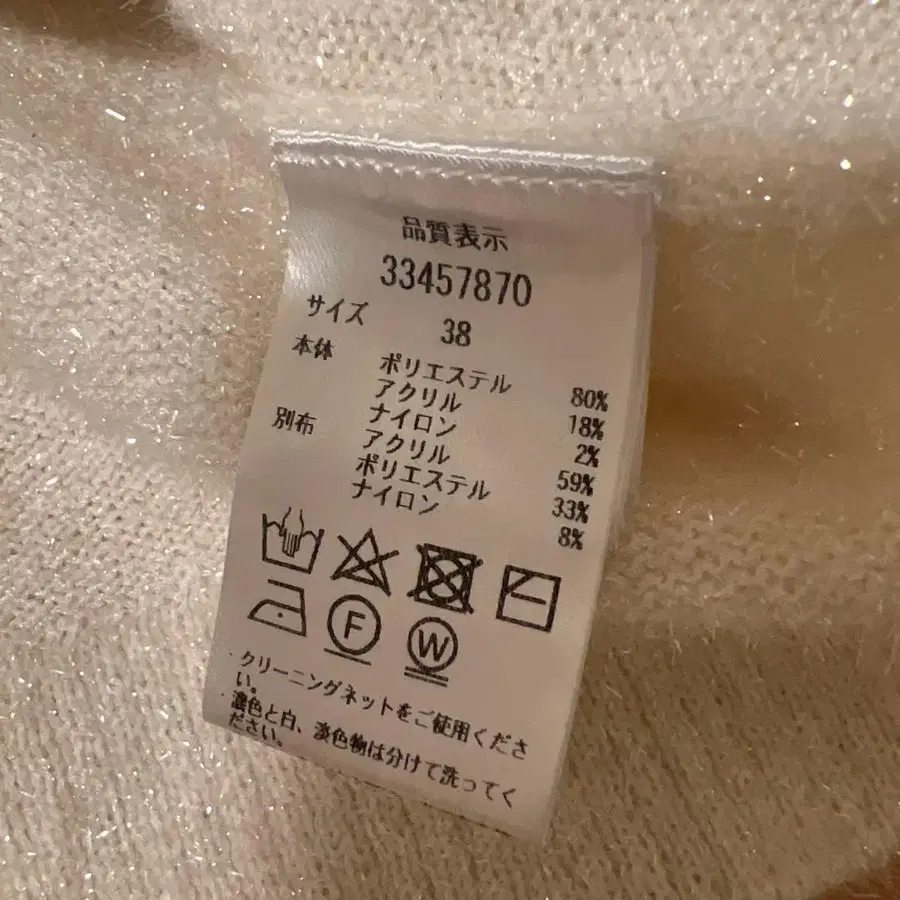 品質表示
33457870
サイズ 38
本体 ポリエステル 80%
アクリル 18%
ナイロン 2%
別布 アクリル 59%
ポリエステル 33%
ナイロン 8%
F W
・クリーニングネットをご使用くださ
い。
・濃色と白、淡色物は分けて洗ってく
ださい。